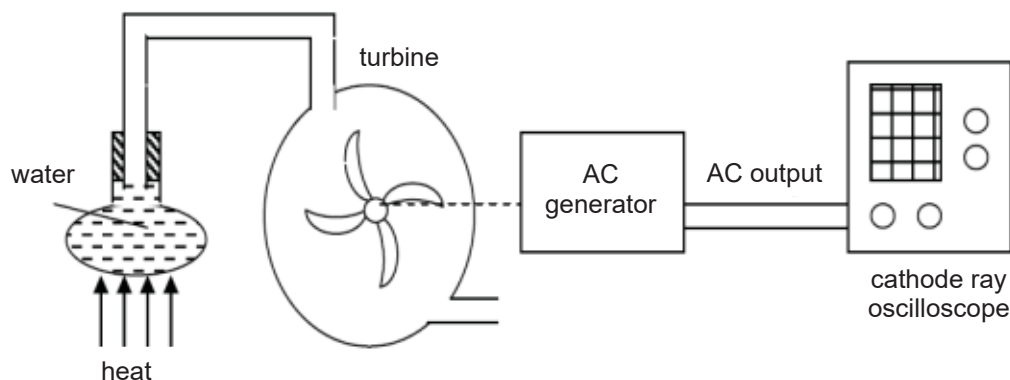 turbine
water
heat
AC
generator
AC output
cathode ray
oscilloscope